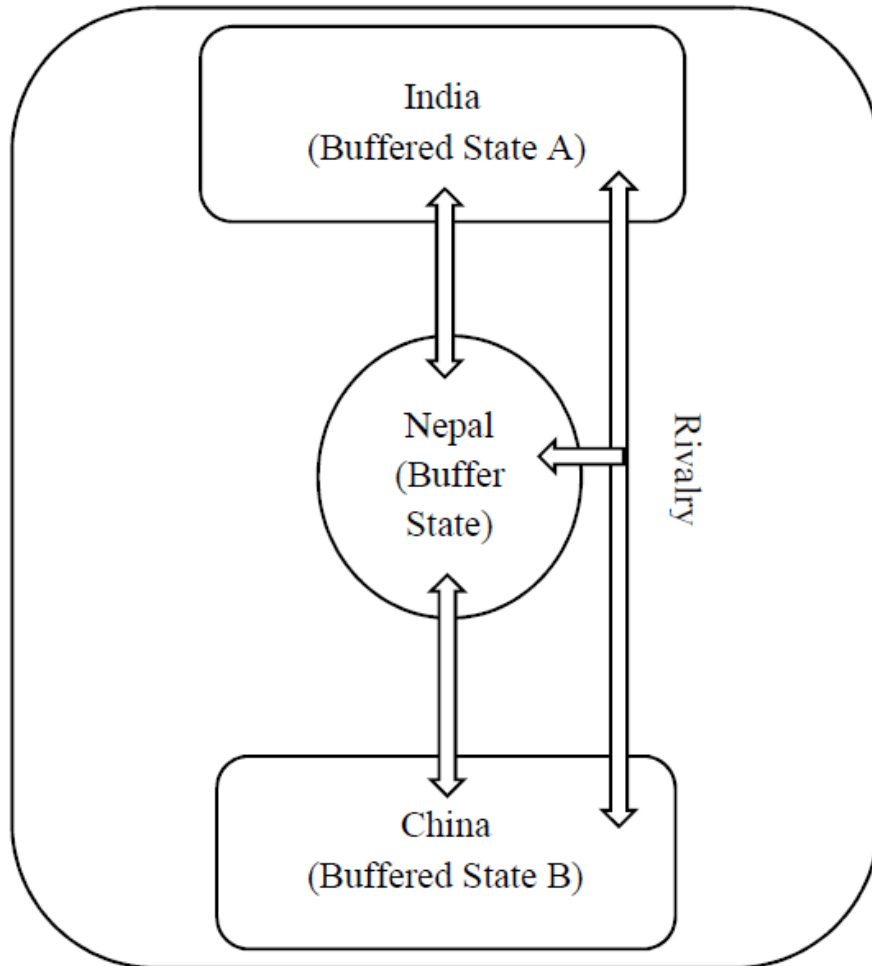 India
(Buffered State A)
Nepal
(Buffer
State)
Rivalry
China
(Buffered State B)